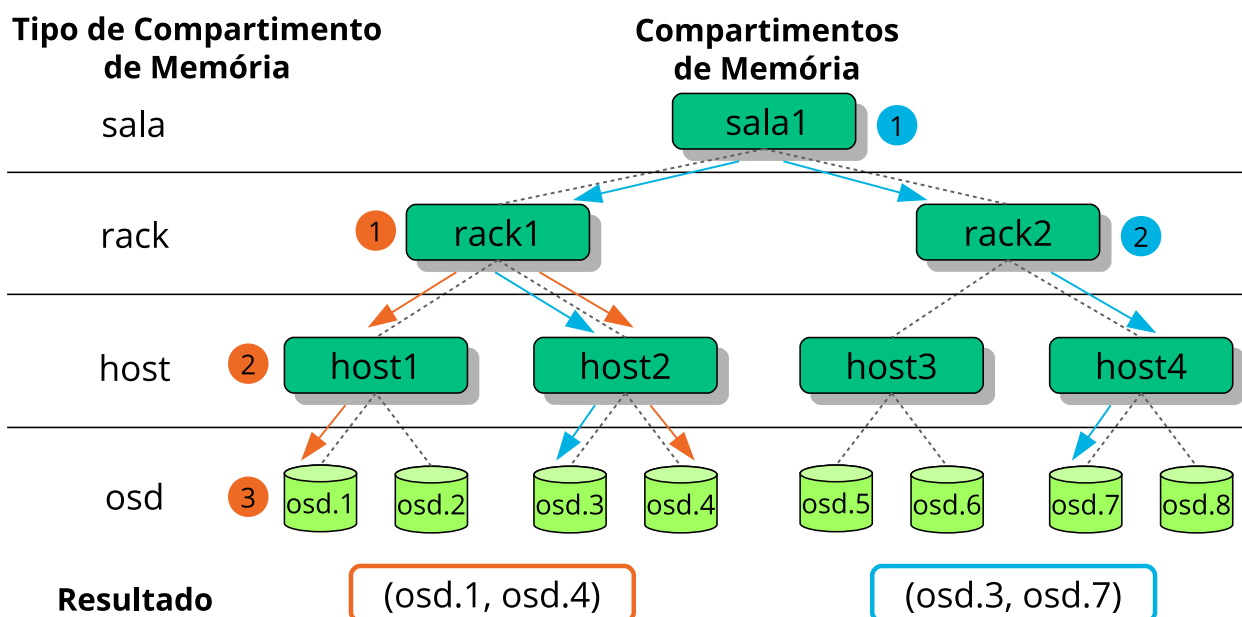 Tipo de Compartimento
de Memória
Compartimentos
de Memória
sala
sala1
1
rack
1
rack1
rack2
2
host
2
host1
host2
host3
host4
osd
3
osd.1
osd.2
osd.3
osd.4
osd.5
osd.6
osd.7
osd.8
Resultado
(osd.1, osd.4)
(osd.3, osd.7)